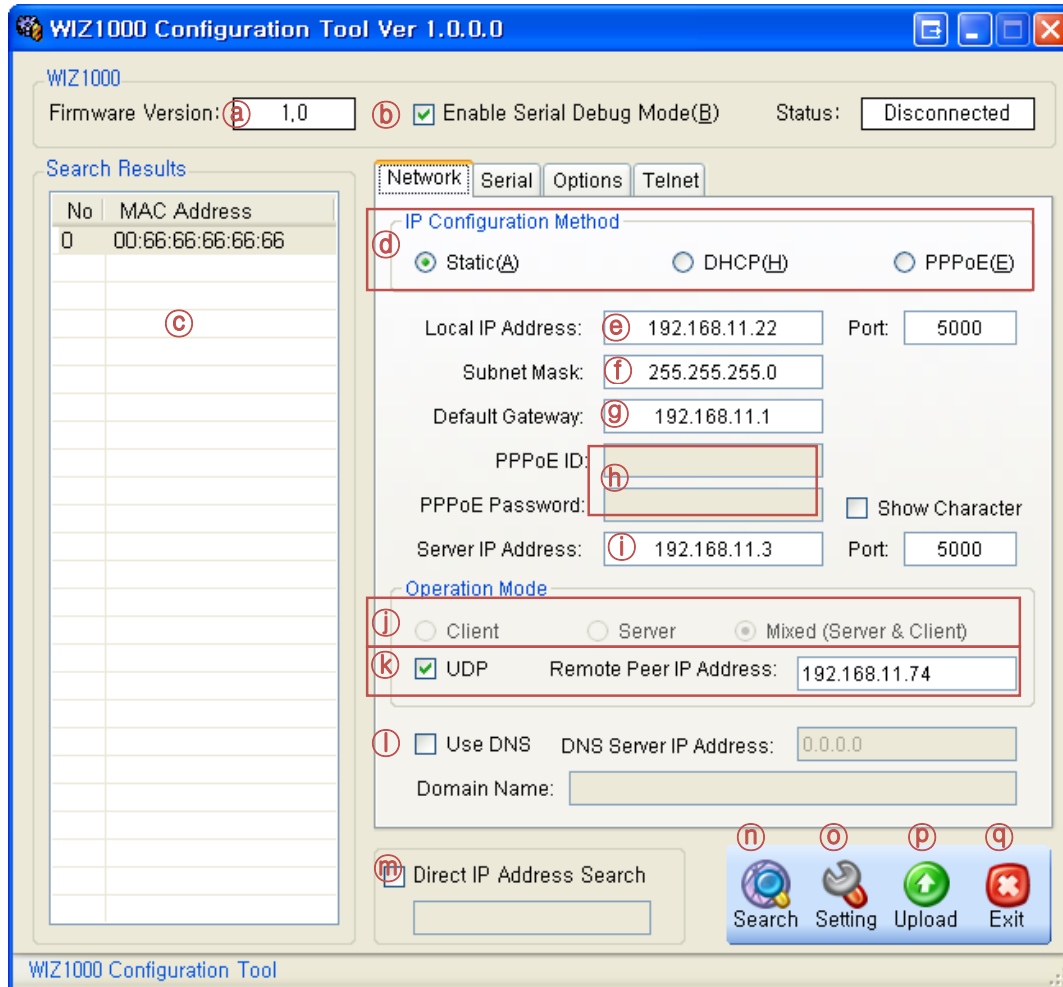 WIZ1000 Configuration Tool Ver 1.0.0.0
WIZ1000
Firmware Version: ⓐ 1,0 ⓑ Enable Serial Debug Mode(B) Status: Disconnected
Search Results
Network Serial Options Telnet
No MAC Address
0 00:66:66:66:66:66
ⓒ
IP Configuration Method
ⓓ Static(A) DHCP(H) PPPoE(E)
Local IP Address: ⓔ 192.168.11.22 Port: 5000
Subnet Mask: ⓕ 255.255.255.0
Default Gateway: ⓖ 192.168.11.1
PPPoE ID:
ⓗ
PPPoE Password: Show Character
Server IP Address: ⓘ 192.168.11.3 Port: 5000
Operation Mode
ⓙ Client Server Mixed (Server & Client)
ⓚ UDP Remote Peer IP Address: 192.168.11.74
ⓛ Use DNS DNS Server IP Address: 0.0.0.0
Domain Name:
ⓜ Direct IP Address Search
ⓝ ⓞ ⓟ ⓠ
Search Setting Upload Exit
WIZ1000 Configuration Tool